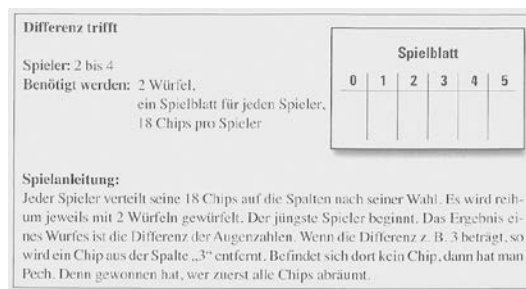 Differenz trifft
Spieler: 2 bis 4
Benötigt werden: 2 Würfel,
ein Spielblatt für jeden Spieler,
18 Chips pro Spieler
Spielblatt
0 1 2 3 4 5
Spielanleitung:
Jeder Spieler verteilt seine 18 Chips auf die Spalten nach seiner Wahl. Es wird reih-
um jeweils mit 2 Würfeln gewürfelt. Der jüngste Spieler beginnt. Das Ergebnis ei-
nes Wurfes ist die Differenz der Augenzahlen. Wenn die Differenz z. B. 3 beträgt, so
wird ein Chip aus der Spalte „3“ entfernt. Befindet sich dort kein Chip, dann hat man
Pech. Denn gewonnen hat, wer zuerst alle Chips abräumt.